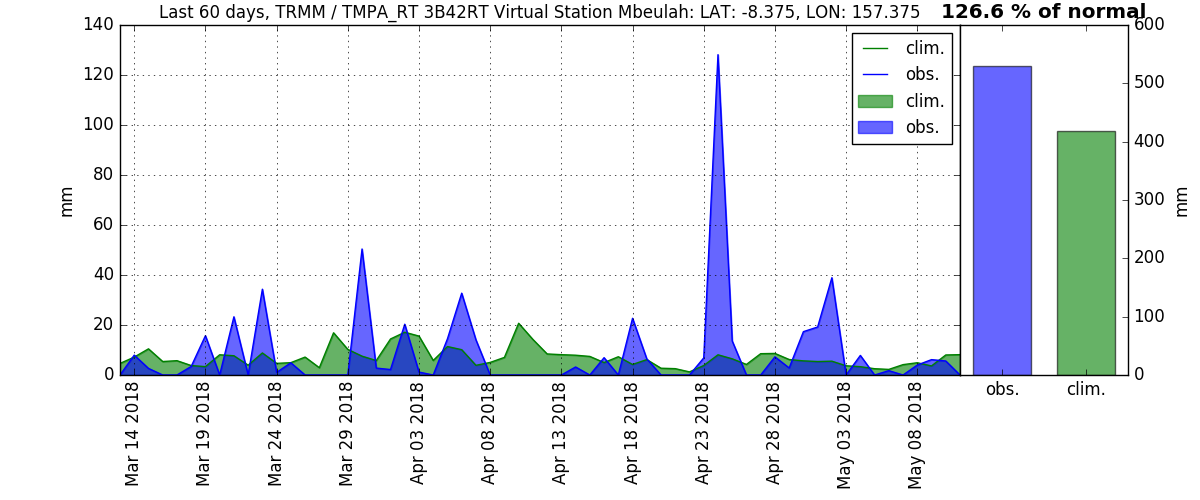 Last 60 days, TRMM / TMPA_RT 3B42RT Virtual Station Mbeulah: LAT: -8.375, LON: 157.375
126.6 % of normal
140
120
100
80
60
40
20
0
mm
clim.
obs.
clim.
obs.
600
500
400
300
200
100
0
mm
Mar 14 2018
Mar 19 2018
Mar 24 2018
Mar 29 2018
Apr 03 2018
Apr 08 2018
Apr 13 2018
Apr 18 2018
Apr 23 2018
Apr 28 2018
May 03 2018
May 08 2018
obs.
clim.